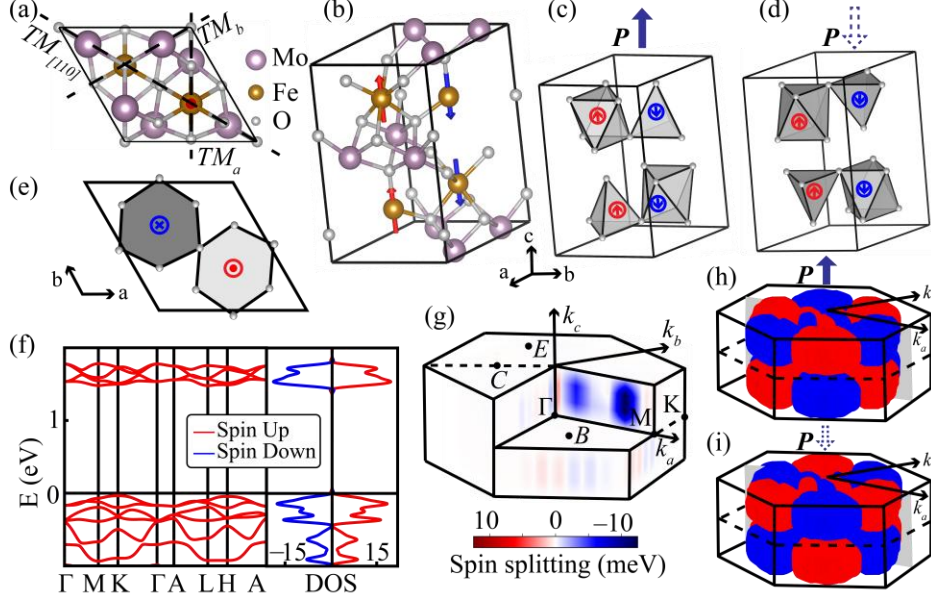 (a)
TM[110]
TMb
TMa
Mo
Fe
O
(b)
c
a
b
(c)
P
(d)
P
(e)
b
a
(f)
E (eV)
1
0
Spin Up
Spin Down
−15
15
Γ M K Γ A L H A DOS
(g)
kc
kb
ka
E
C
Γ
B
M
K
10 0 −10
Spin splitting (meV)
(h)
P
k
ka
(i)
P
k
ka